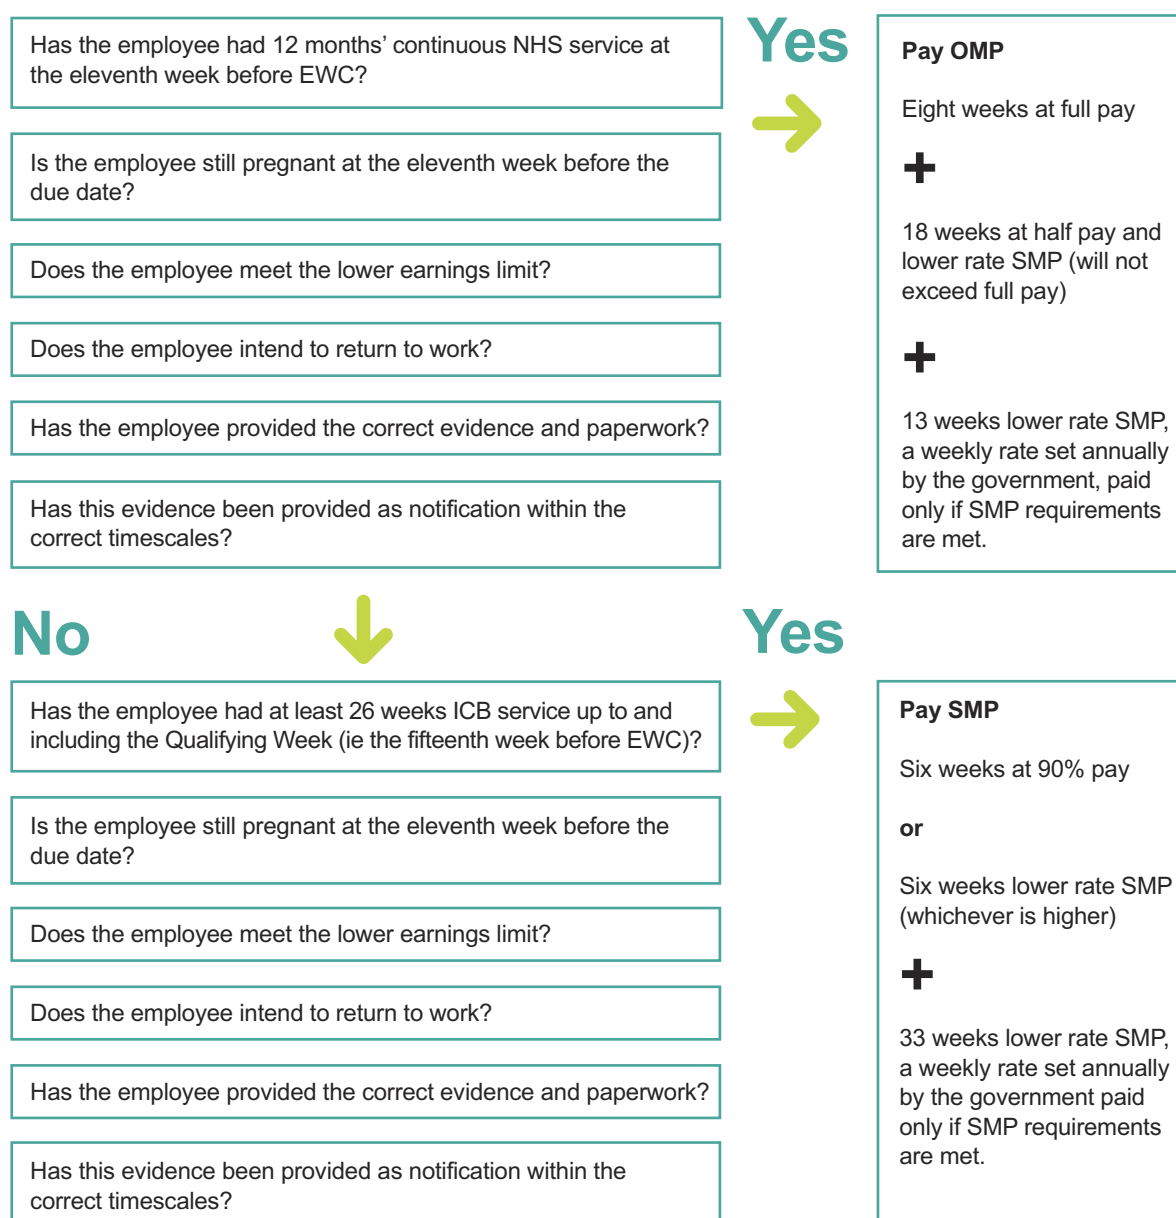 Has the employee had 12 months’ continuous NHS service at
the eleventh week before EWC?
Is the employee still pregnant at the eleventh week before the
due date?
Does the employee meet the lower earnings limit?
Does the employee intend to return to work?
Has the employee provided the correct evidence and paperwork?
Has this evidence been provided as notification within the
correct timescales?
Yes
Pay OMP
Eight weeks at full pay
+
18 weeks at half pay and
lower rate SMP (will not
exceed full pay)
+
13 weeks lower rate SMP,
a weekly rate set annually
by the government, paid
only if SMP requirements
are met.
No
Has the employee had at least 26 weeks ICB service up to and
including the Qualifying Week (ie the fifteenth week before EWC)?
Is the employee still pregnant at the eleventh week before the
due date?
Does the employee meet the lower earnings limit?
Does the employee intend to return to work?
Has the employee provided the correct evidence and paperwork?
Has this evidence been provided as notification within the
correct timescales?
Yes
Pay SMP
Six weeks at 90% pay
or
Six weeks lower rate SMP
(whichever is higher)
+
33 weeks lower rate SMP,
a weekly rate set annually
by the government paid
only if SMP requirements
are met.